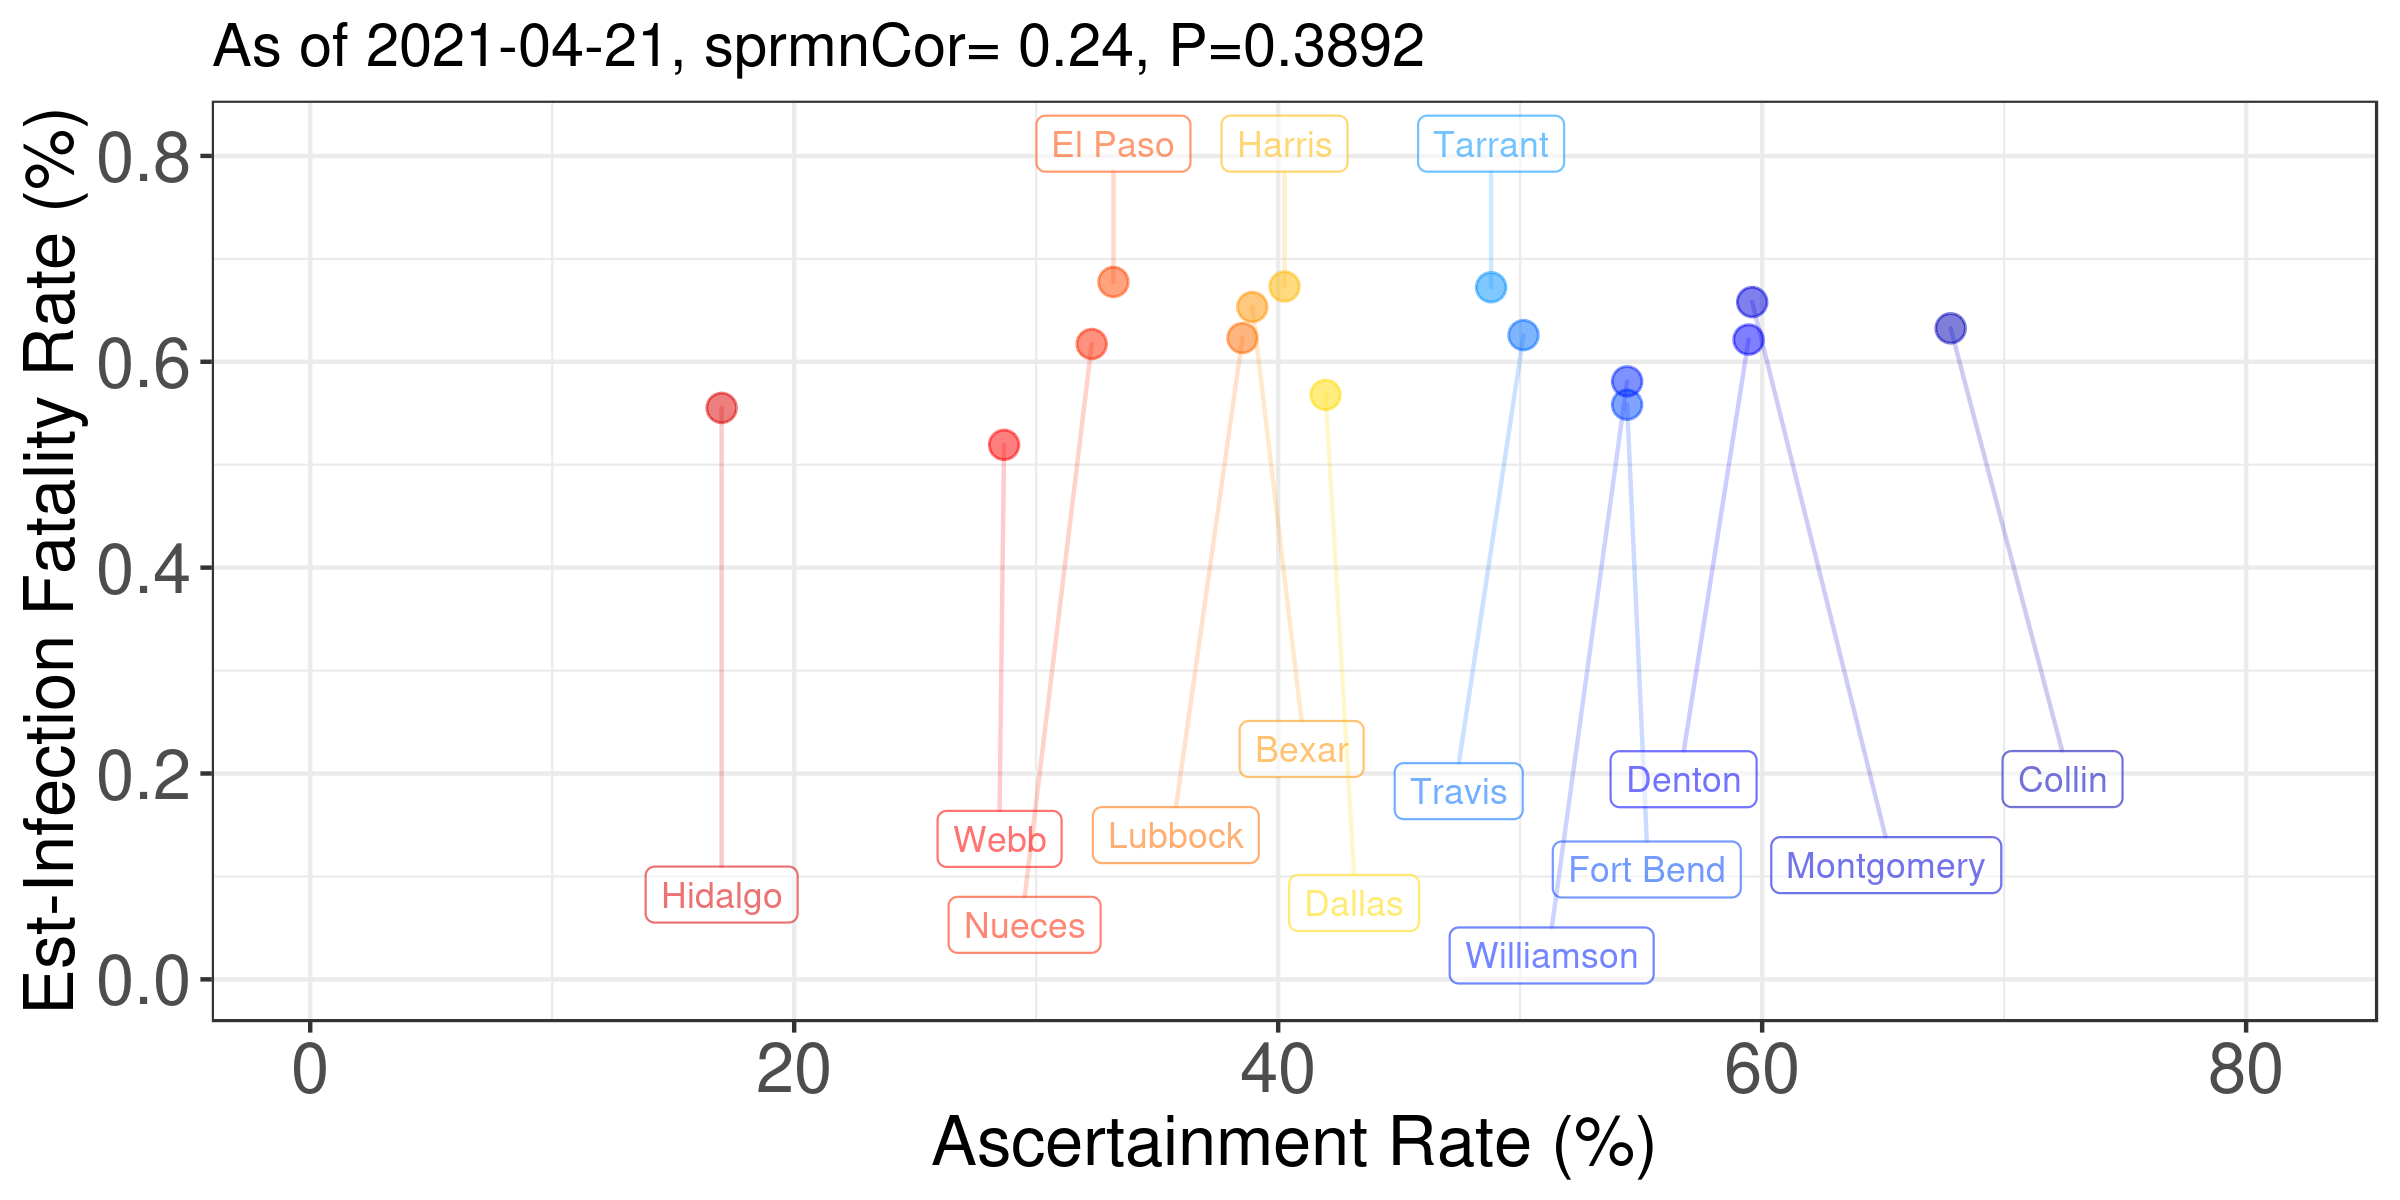 As of 2021-04-21, sprmnCor= 0.24, P=0.3892
Est-Infection Fatality Rate (%)
0.8
0.6
0.4
0.2
0.0
El Paso
Harris
Tarrant
Bexar
Travis
Denton
Collin
Webb
Lubbock
Fort Bend
Montgomery
Hidalgo
Nueces
Dallas
Williamson
0
20
40
60
80
Ascertainment Rate (%)